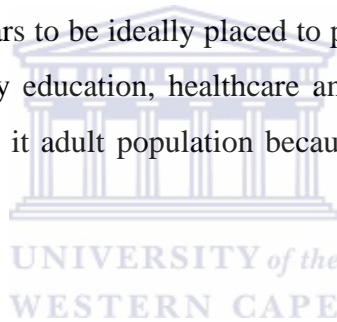 ars to be ideally placed to p
y education, healthcare an
it adult population becau
UNIVERSITY of the
WESTERN CAPE